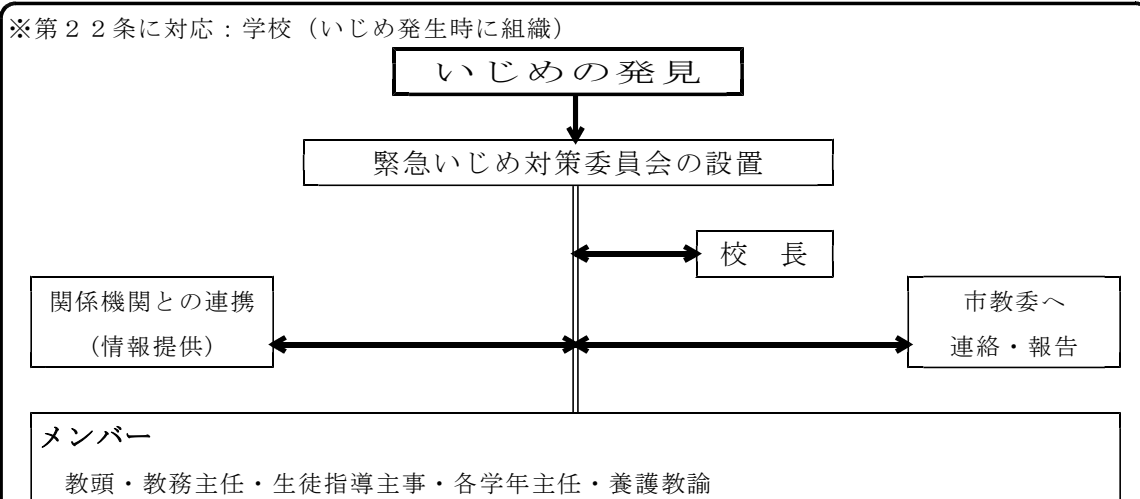 ※第２２条に対応：学校（いじめ発生時に組織）
いじめの発見
緊急いじめ対策委員会の設置
校　長
関係機関との連携
（情報提供）
市教委へ
連絡・報告
メンバー
教頭・教務主任・生徒指導主事・各学年主任・養護教諭